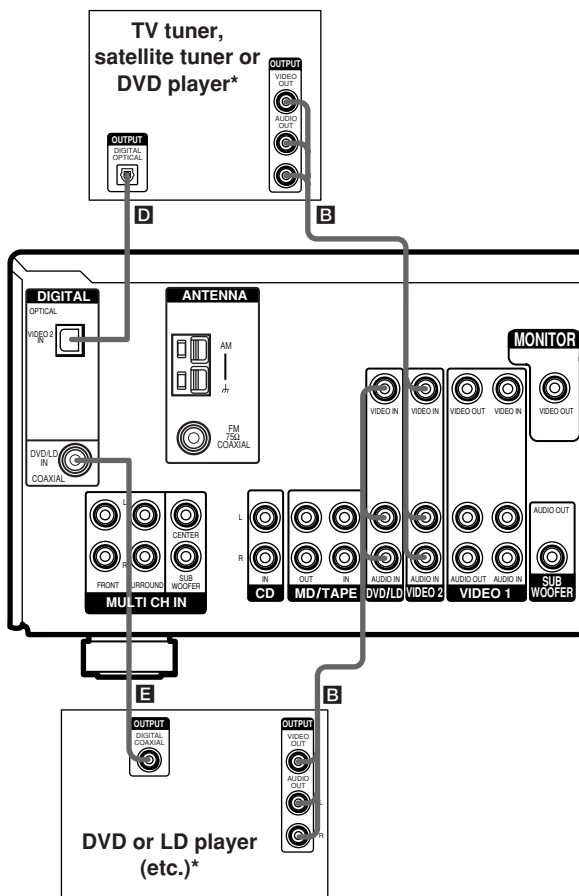 TV tuner,
satellite tuner or
DVD player*
OUTPUT
VIDEO
OUT
AUDIO
OUT
OUTPUT
DIGITAL
OPTICAL
D
B
DIGITAL
OPTICAL
VIDEO 2
IN
DVD/LD
IN
COAXIAL
ANTENNA
AM
FM
75Ω
COAXIAL
MONITOR
VIDEO OUT
VIDEO IN
VIDEO IN
VIDEO OUT
VIDEO IN
L
R
FRONT
SURROUND
CENTER
SUB
WOOFER
MULTI CH IN
L
R
IN
CD
OUT
IN
MD/TAPE
AUDIO IN
DVD/LD
AUDIO IN
VIDEO 2
AUDIO OUT
AUDIO IN
VIDEO 1
AUDIO OUT
SUB
WOOFER
E
B
OUTPUT
DIGITAL
COAXIAL
OUTPUT
VIDEO
OUT
AUDIO
OUT
L
R
DVD or LD player
(etc.)*